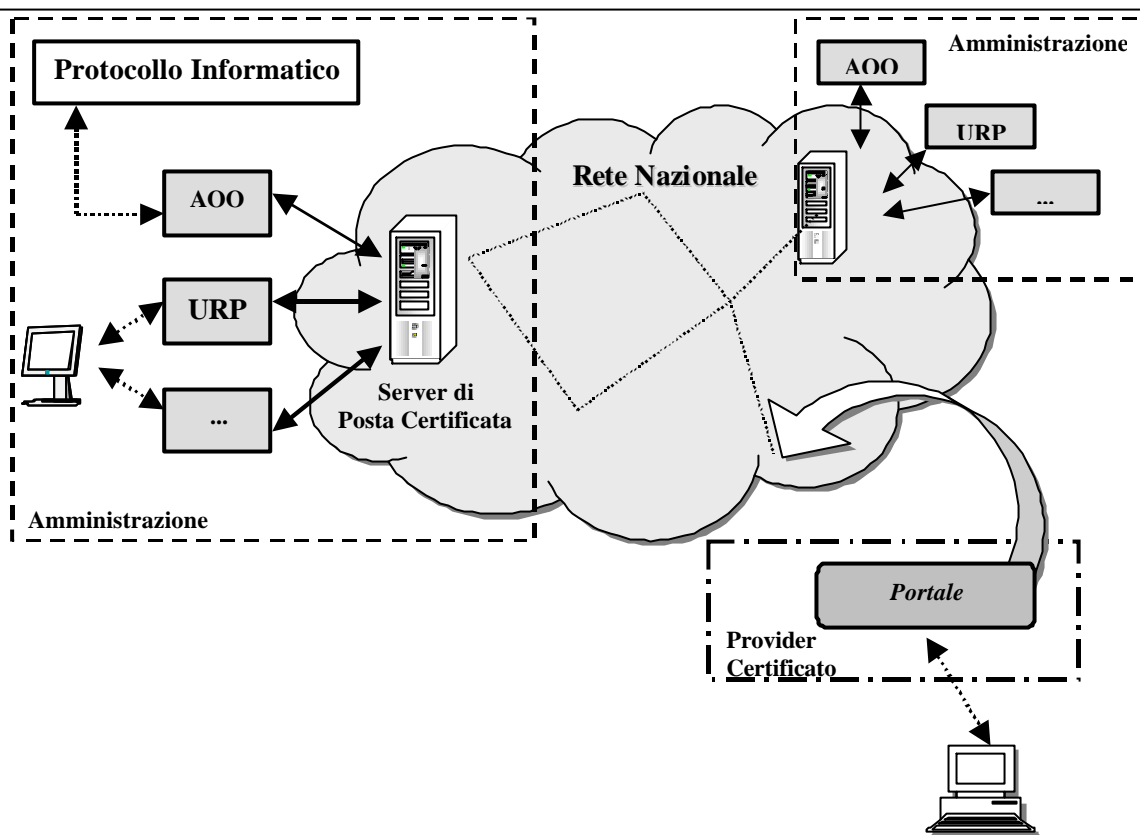 Protocollo Informatico
AOO
URP
...
Server di
Posta Certificata
Amministrazione
Rete Nazionale
Amministrazione
AOO
URP
...
Portale
Provider
Certificato